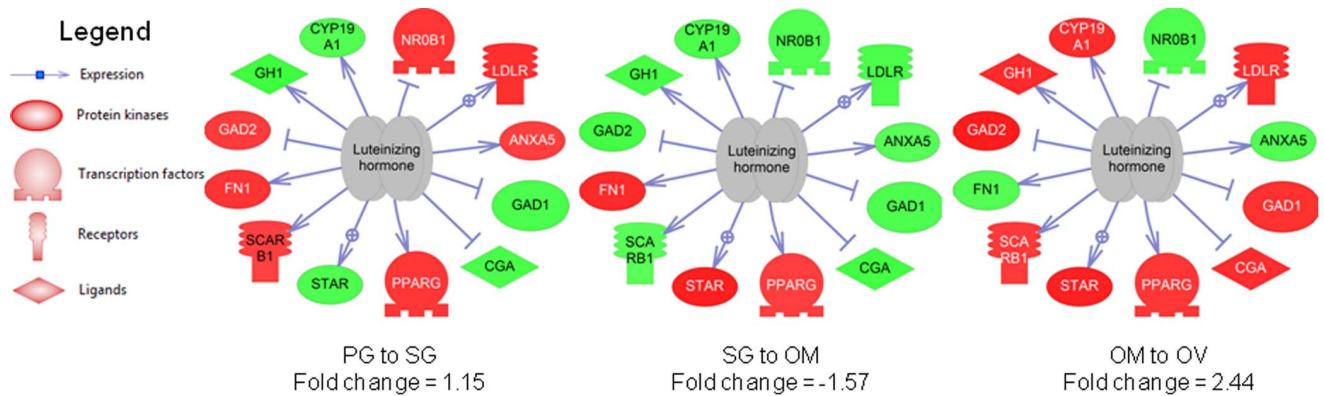 Legend
Expression
Protein kinases
Transcription factors
Receptors
Ligands
CYP19
A1
NR0B1
LDLR
GH1
GAD2
Luteinizing
hormone
ANXA5
FN1
GAD1
SCAR
B1
CGA
STAR
PPARG
PG to SG
Fold change = 1.15
CYP19
A1
NR0B1
LDLR
GH1
GAD2
Luteinizing
hormone
ANXA5
FN1
GAD1
SCA
RB1
CGA
STAR
PPARG
SG to OM
Fold change = -1.57
CYP19
A1
NR0B1
LDLR
GH1
GAD2
Luteinizing
hormone
ANXA5
FN1
GAD1
SCA
RB1
CGA
STAR
PPARG
OM to OV
Fold change = 2.44